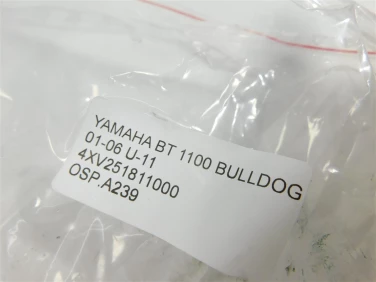 YAMAHA BT 1100 BULLDOG
01-06 U-11
4XV251811000
OSP.A239